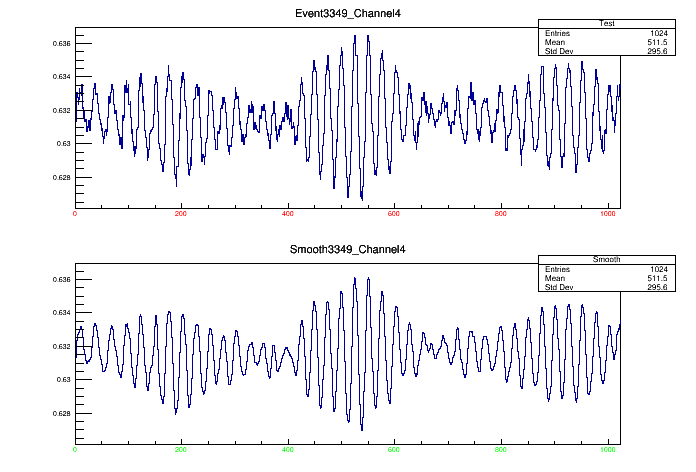 Event3349_Channel4
Test
Entries 1024
Mean 511.5
Std Dev 295.6
0.636
0.634
0.632
0.63
0.628
0 200 400 600 800 1000
Smooth3349_Channel4
Smooth
Entries 1024
Mean 511.5
Std Dev 295.6
0.636
0.634
0.632
0.63
0.628
0 200 400 600 800 1000